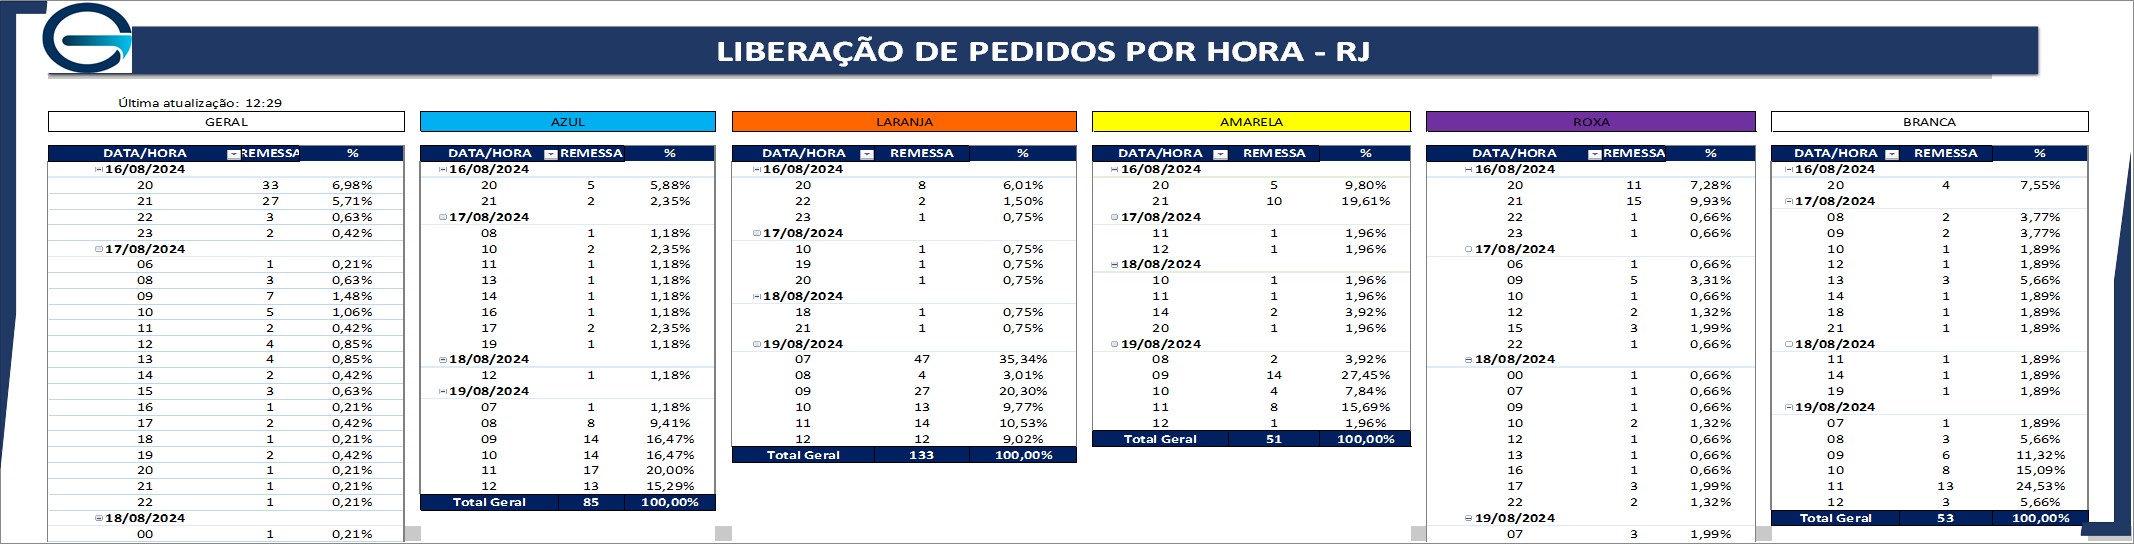 LIBERAÇÃO DE PEDIDOS POR HORA - RJ
Última atualização: 12:29
GERAL
DATA/HORA REMESSA %
16/08/2024
20 33 6,98%
21 27 5,71%
22 3 0,63%
23 2 0,42%
17/08/2024
06 1 0,21%
08 3 0,63%
09 7 1,48%
10 5 1,06%
11 2 0,42%
12 4 0,85%
13 4 0,85%
14 2 0,42%
15 3 0,63%
16 1 0,21%
17 2 0,42%
18 1 0,21%
19 2 0,42%
20 1 0,21%
21 1 0,21%
22 1 0,21%
18/08/2024
00 1 0,21%
AZUL
DATA/HORA REMESSA %
16/08/2024
20 5 5,88%
21 2 2,35%
17/08/2024
08 1 1,18%
10 2 2,35%
11 1 1,18%
13 1 1,18%
14 1 1,18%
16 1 1,18%
17 2 2,35%
19 1 1,18%
18/08/2024
12 1 1,18%
19/08/2024
07 1 1,18%
08 8 9,41%
09 14 16,47%
10 14 16,47%
11 17 20,00%
12 13 15,29%
Total Geral 85 100,00%
LARANJA
DATA/HORA REMESSA %
16/08/2024
20 8 6,01%
22 2 1,50%
23 1 0,75%
17/08/2024
10 1 0,75%
19 1 0,75%
20 1 0,75%
18/08/2024
18 1 0,75%
21 1 0,75%
19/08/2024
07 47 35,34%
08 4 3,01%
09 27 20,30%
10 13 9,77%
11 14 10,53%
12 12 9,02%
Total Geral 133 100,00%
AMARELA
DATA/HORA REMESSA %
16/08/2024
20 5 9,80%
21 10 19,61%
17/08/2024
11 1 1,96%
12 1 1,96%
18/08/2024
10 1 1,96%
11 1 1,96%
14 2 3,92%
20 1 1,96%
19/08/2024
08 2 3,92%
09 14 27,45%
10 4 7,84%
11 8 15,69%
12 1 1,96%
Total Geral 51 100,00%
ROXA
DATA/HORA REMESSA %
16/08/2024
20 11 7,28%
21 15 9,93%
22 1 0,66%
23 1 0,66%
17/08/2024
06 1 0,66%
09 5 3,31%
10 1 0,66%
12 2 1,32%
15 3 1,99%
22 1 0,66%
18/08/2024
00 1 0,66%
07 1 0,66%
09 1 0,66%
10 2 1,32%
12 1 0,66%
13 1 0,66%
16 1 0,66%
17 3 1,99%
22 2 1,32%
19/08/2024
07 3 1,99%
BRANCA
DATA/HORA REMESSA %
16/08/2024
20 4 7,55%
17/08/2024
08 2 3,77%
09 2 3,77%
10 1 1,89%
12 1 1,89%
13 3 5,66%
14 1 1,89%
18 1 1,89%
21 1 1,89%
18/08/2024
11 1 1,89%
14 1 1,89%
19 1 1,89%
19/08/2024
07 1 1,89%
08 3 5,66%
09 6 11,32%
10 8 15,09%
11 13 24,53%
12 3 5,66%
Total Geral 53 100,00%